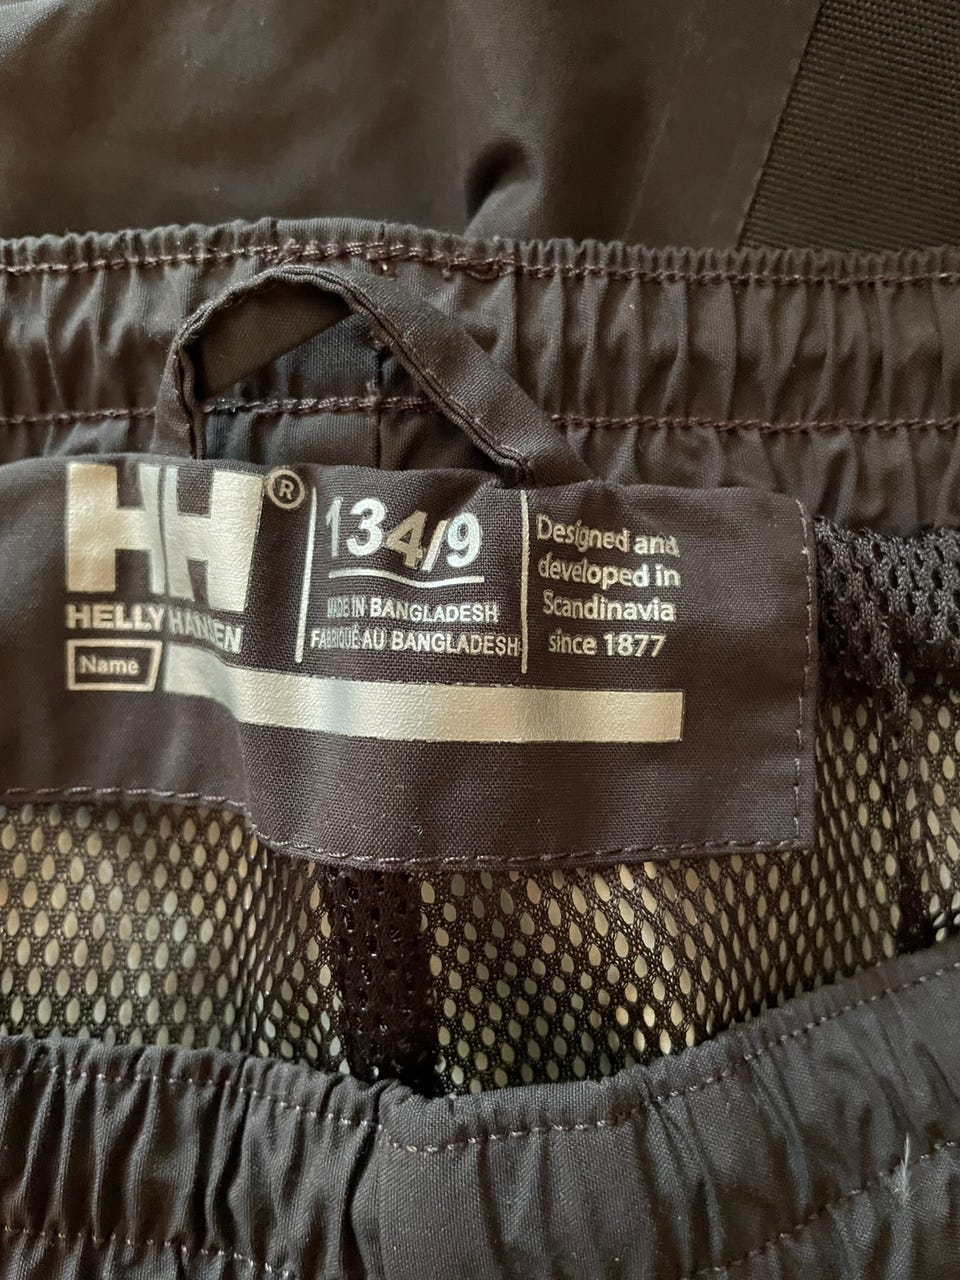 HH®
HELLY HANSEN
Name
134/9
MADE IN BANGLADESH
FABRIQUÉ AU BANGLADESH
Designed and
developed in
Scandinavia
since 1877